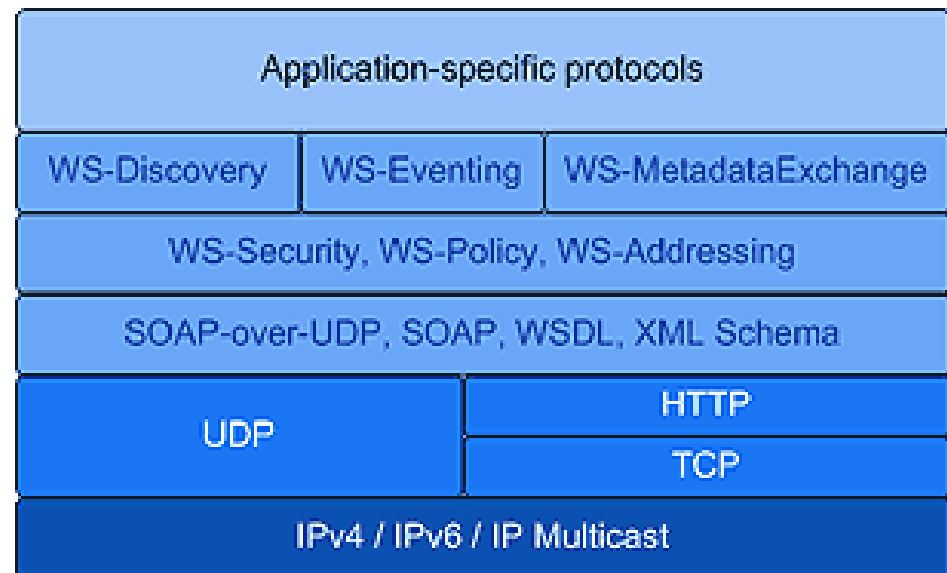 Application-specific protocols
WS-Discovery
WS-Eventing
WS-MetadataExchange
WS-Security, WS-Policy, WS-Addressing
SOAP-over-UDP, SOAP, WSDL, XML Schema
UDP
HTTP
TCP
IPv4 / IPv6 / IP Multicast